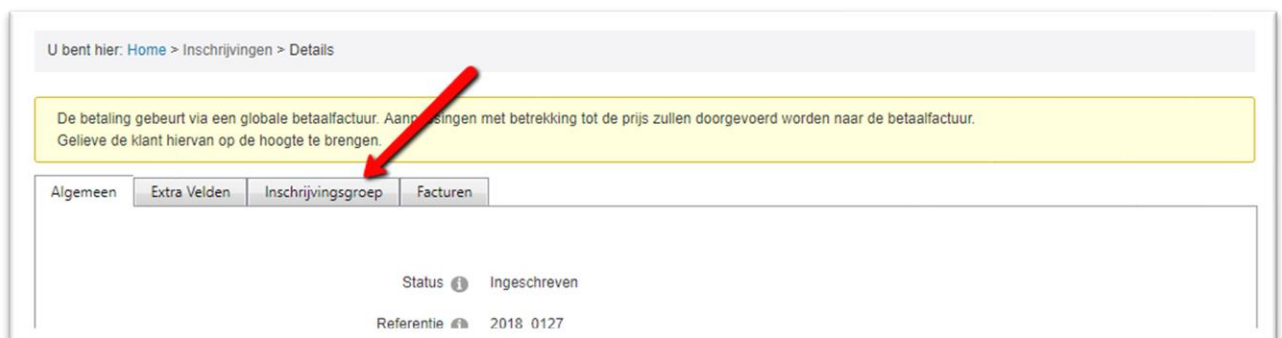 U bent hier: Home > Inschrijvingen > Details
De betaling gebeurt via een globale betaalfactuur. Aanpassingen met betrekking tot de prijs zullen doorgevoerd worden naar de betaalfactuur.
Gelieve de klant hiervan op de hoogte te brengen.
Algemeen Extra Velden Inschrijvingsgroep Facturen
Status Ingeschreven
Referentie 2018_0127